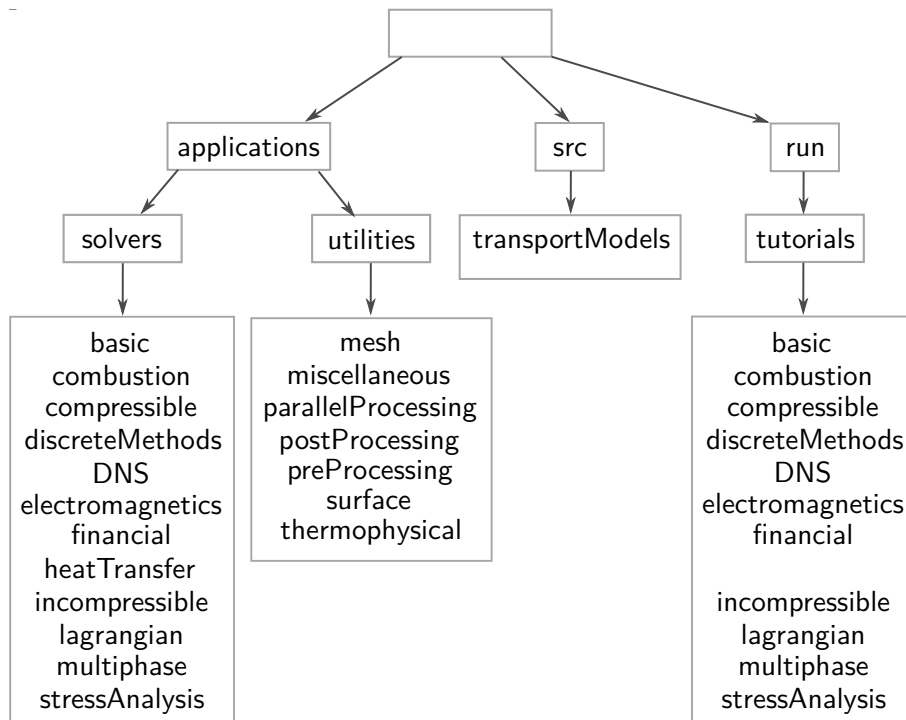 applications
src
run
solvers
utilities
transportModels
tutorials
basic
combustion
compressible
discreteMethods
DNS
electromagnetics
financial
heatTransfer
incompressible
lagrangian
multiphase
stressAnalysis
mesh
miscellaneous
parallelProcessing
postProcessing
preProcessing
surface
thermophysical
basic
combustion
compressible
discreteMethods
DNS
electromagnetics
financial
incompressible
lagrangian
multiphase
stressAnalysis